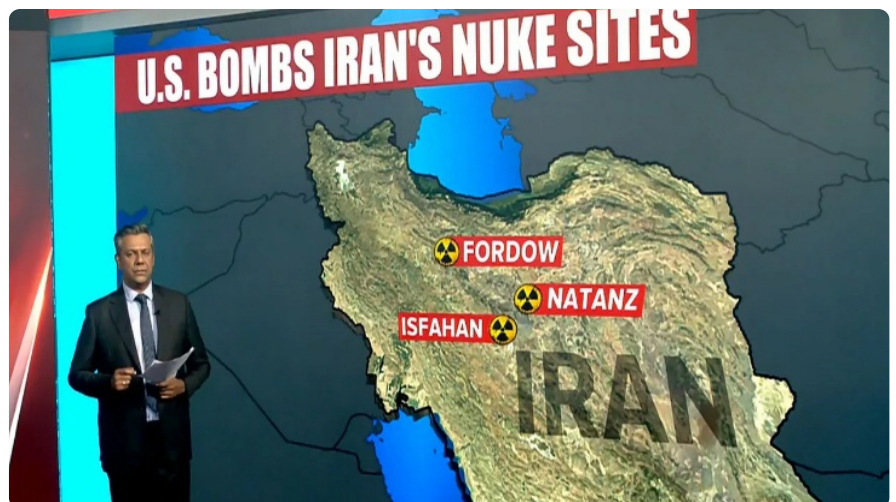 U.S. BOMBS IRAN'S NUKE SITES
FORDOW
NATANZ
ISFAHAN
IRAN